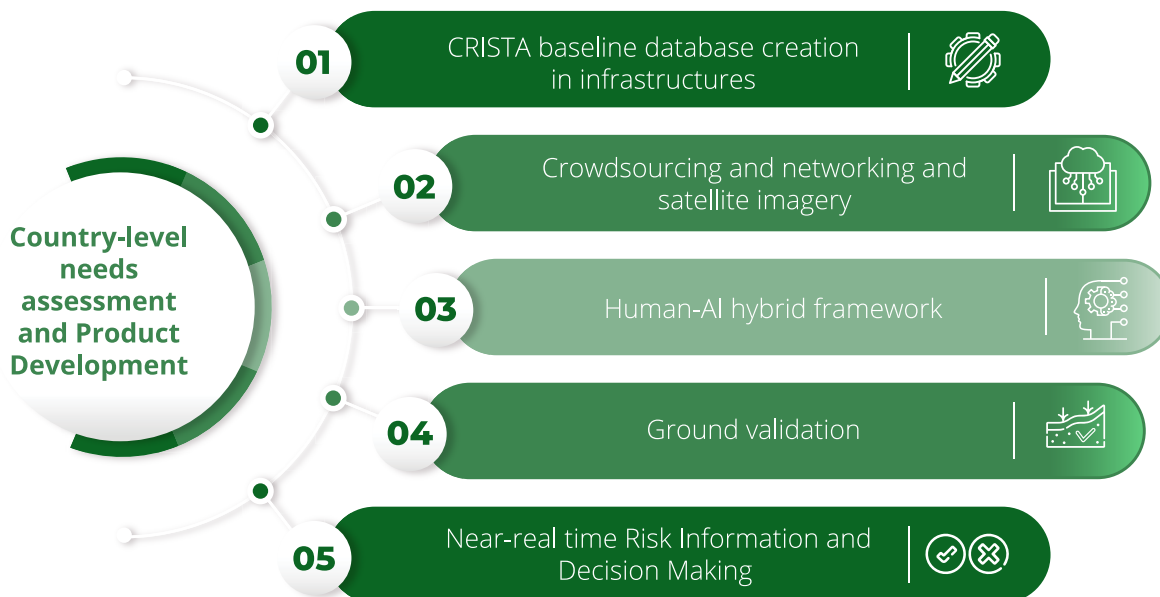 Country-level
needs
assessment
and Product
Development
01
CRISTA baseline database creation
in infrastructures
02
Crowdsourcing and networking and
satellite imagery
03
Human-AI hybrid framework
04
Ground validation
05
Near-real time Risk Information and
Decision Making